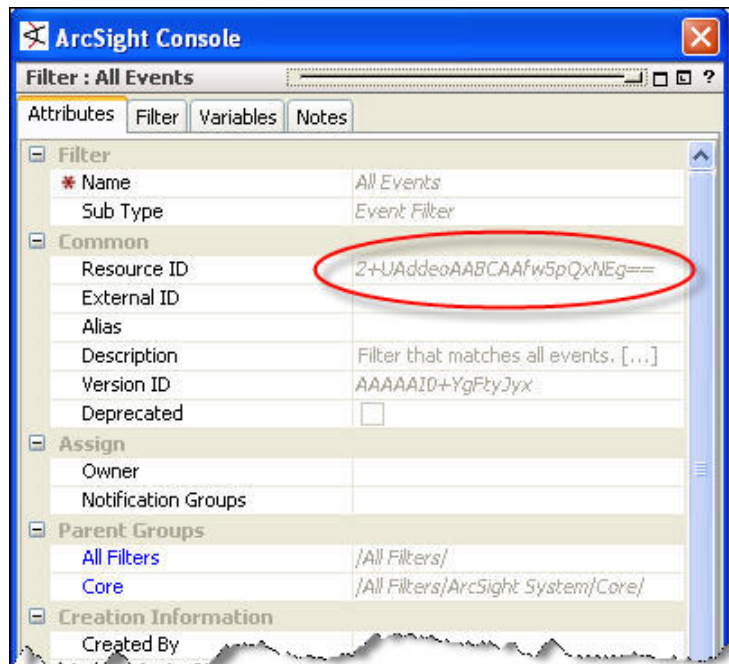 ArcSight Console
Filter : All Events
?
Attributes Filter Variables Notes
Filter
* Name All Events
Sub Type Event Filter
Common
Resource ID 2+UAddeoAABCAAfw5pQxNEg==
External ID
Alias
Description Filter that matches all events. [...]
Version ID AAAAAI0+YgFtyJyx
Deprecated
Assign
Owner
Notification Groups
Parent Groups
All Filters /All Filters/
Core /All Filters/ArcSight System/Core/
Creation Information
Created By